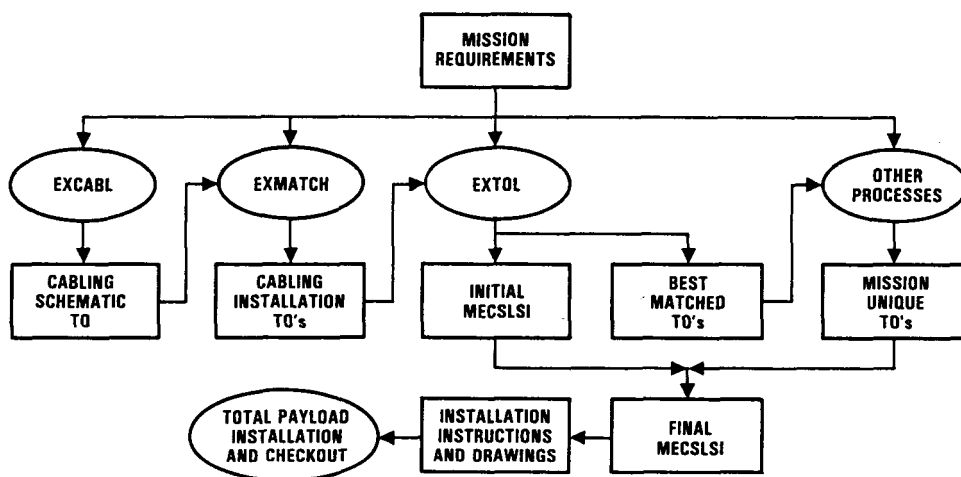 MISSION
REQUIREMENTS
EXCABL
EXMATCH
EXTOL
OTHER
PROCESSES
CABLING
SCHEMATIC
TO
CABLING
INSTALLATION
TO's
INITIAL
MECSLSI
BEST
MATCHED
TO's
MISSION
UNIQUE
TO's
TOTAL PAYLOAD
INSTALLATION
AND CHECKOUT
INSTALLATION
INSTRUCTIONS
AND DRAWINGS
FINAL
MECSLSI